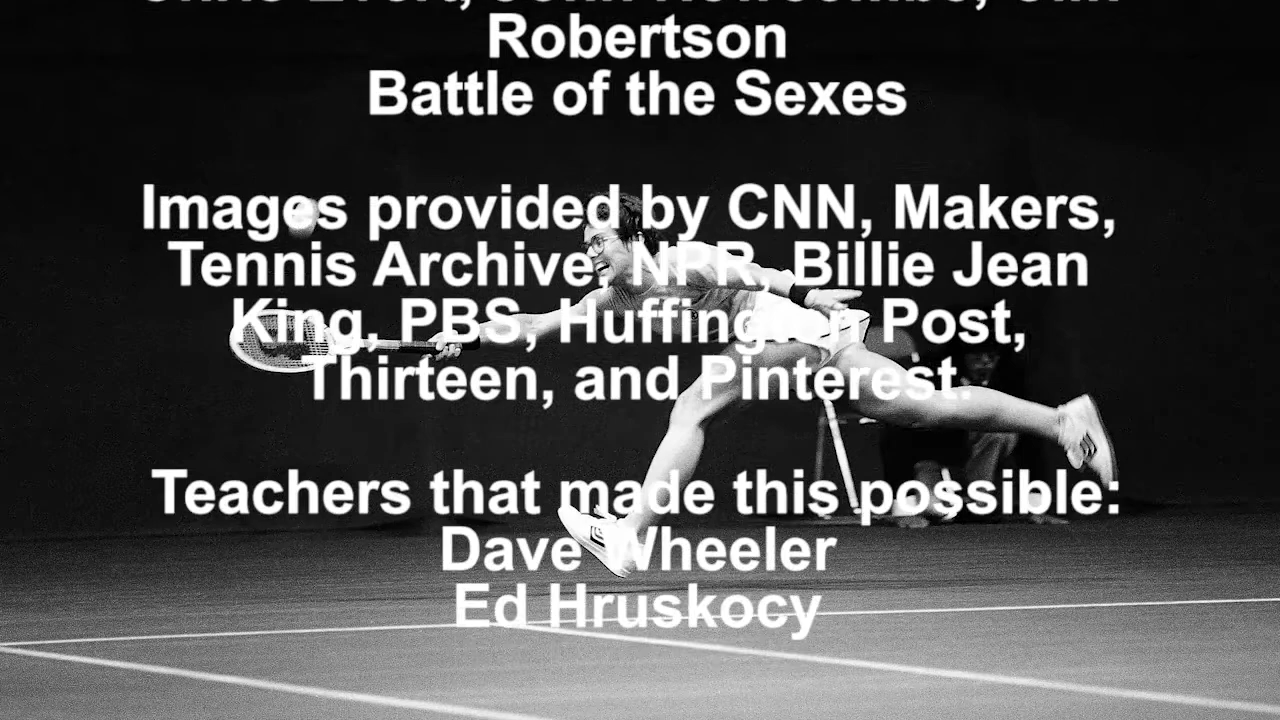 Robertson
Battle of the Sexes
Images provided by CNN, Makers,
Tennis Archive, NPR, Billie Jean
King, PBS, Huffington Post,
Thirteen, and Pinterest.
Teachers that made this possible:
Dave Wheeler
Ed Hruskocy